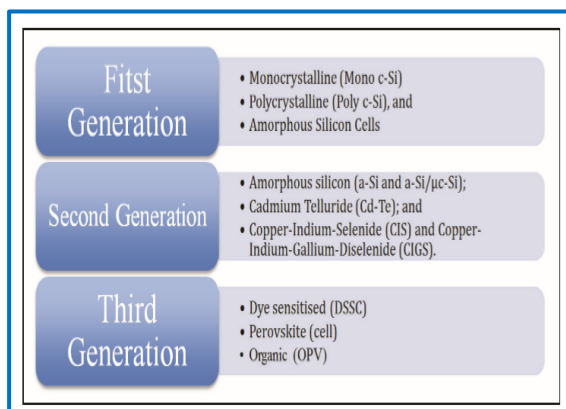 Fitst
Generation
• Monocrystalline (Mono c-Si)
• Polycrystalline (Poly c-Si), and
• Amorphous Silicon Cells
Second Generation
• Amorphous silicon (a-Si and a-Si/μc-Si);
• Cadmium Telluride (Cd-Te); and
• Copper-Indium-Selenide (CIS) and Copper-
Indium-Gallium-Diselenide (CIGS).
Third
Generation
• Dye sensitised (DSSC)
• Perovskite (cell)
• Organic (OPV)